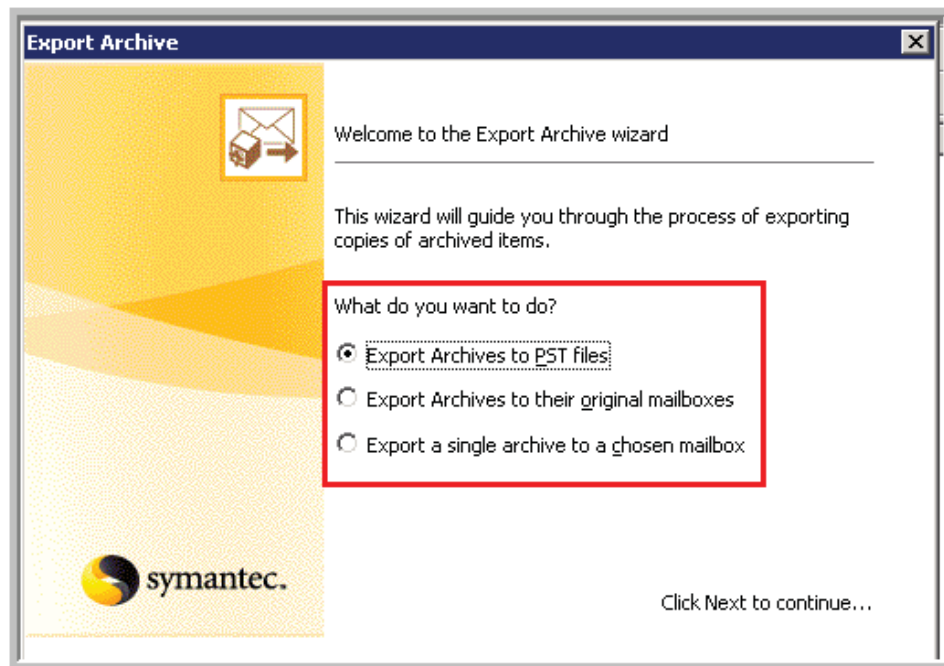 Export Archive
Welcome to the Export Archive wizard
This wizard will guide you through the process of exporting
copies of archived items.
What do you want to do?
Export Archives to PST files
Export Archives to their original mailboxes
Export a single archive to a chosen mailbox
symantec.
Click Next to continue...